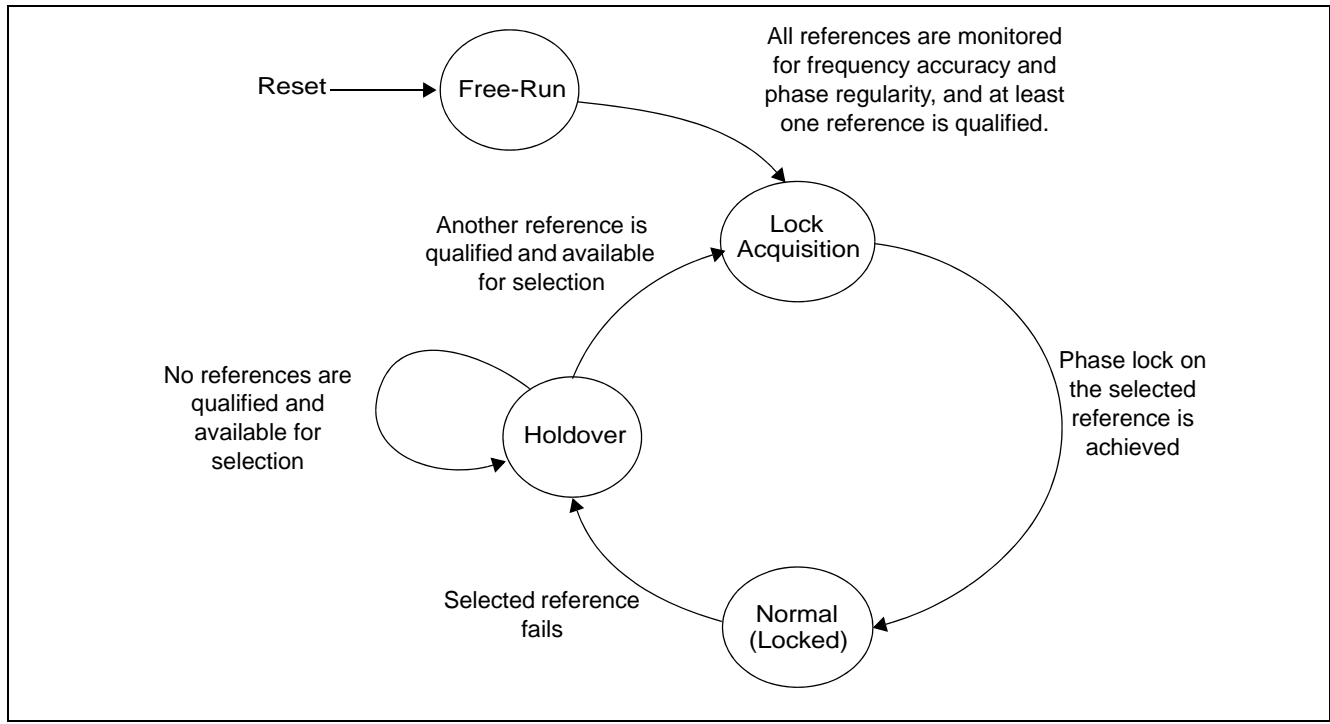 All references are monitored
for frequency accuracy and
phase regularity, and at least
one reference is qualified.
Reset
Free-Run
Another reference is
qualified and available
for selection
Lock
Acquisition
No references are
qualified and
available for
selection
Holdover
Phase lock on
the selected
reference is
achieved
Selected reference
fails
Normal
(Locked)